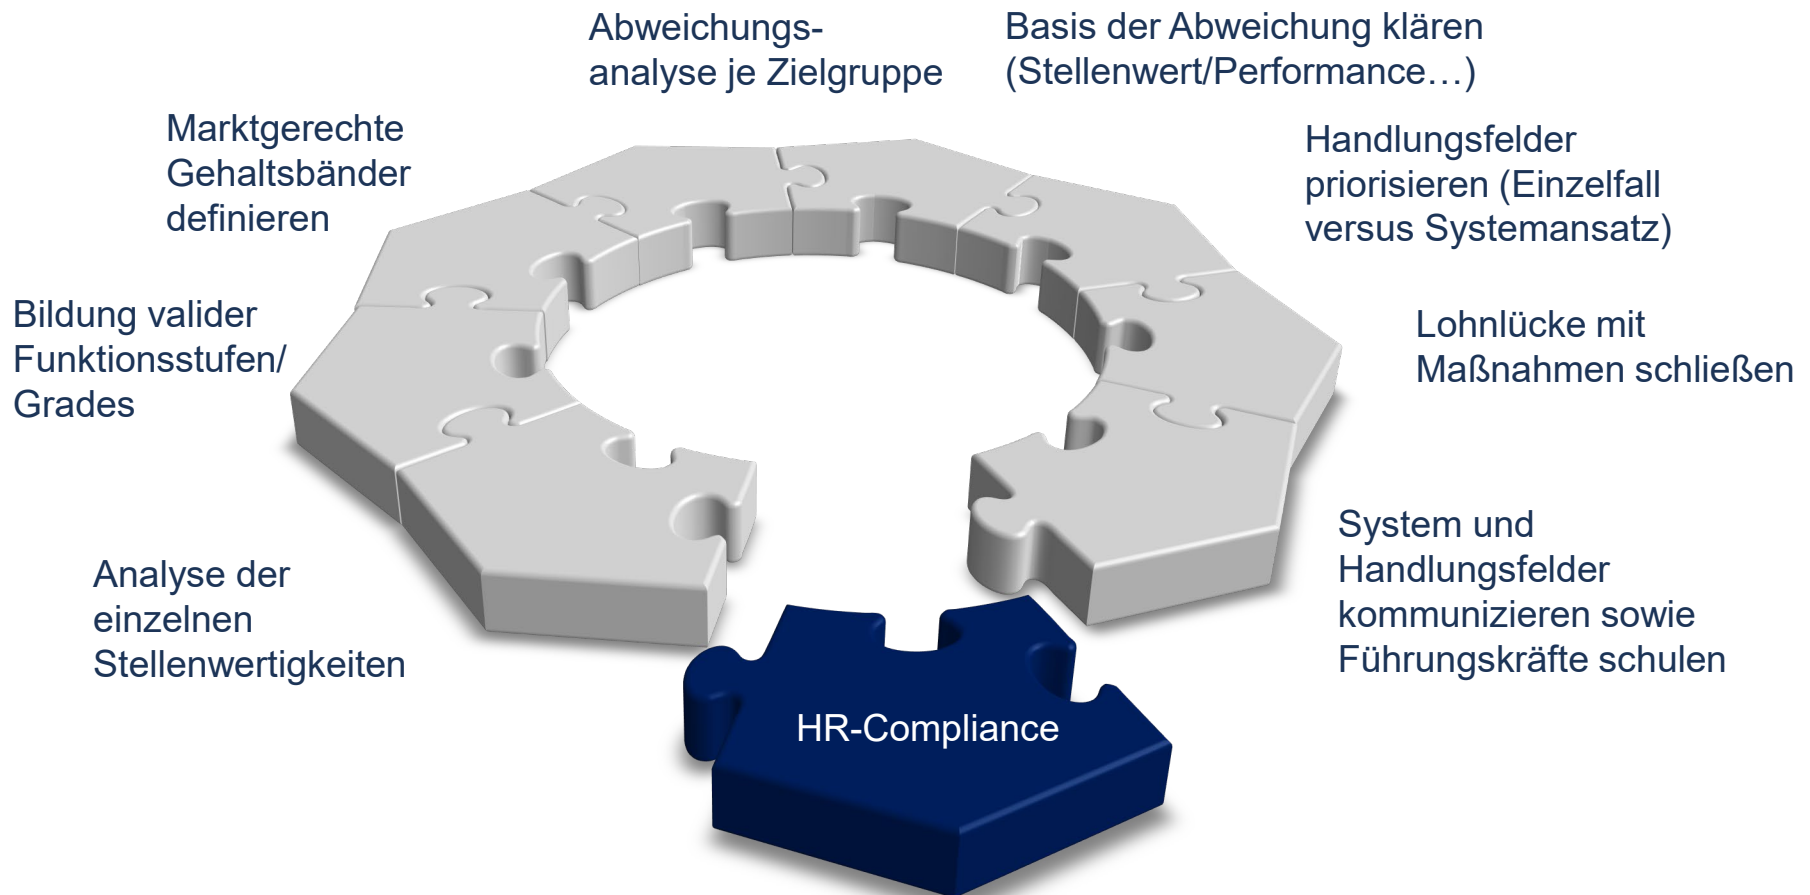 Abweichungs-
analyse je Zielgruppe
Basis der Abweichung klären
(Stellenwert/Performance…)
Marktgerechte
Gehaltsbänder
definieren
Handlungsfelder
priorisieren (Einzelfall
versus Systemansatz)
Bildung valider
Funktionsstufen/
Grades
Lohnlücke mit
Maßnahmen schließen
Analyse der
einzelnen
Stellenwertigkeiten
System und
Handlungsfelder
kommunizieren sowie
Führungskräfte schulen
HR-Compliance